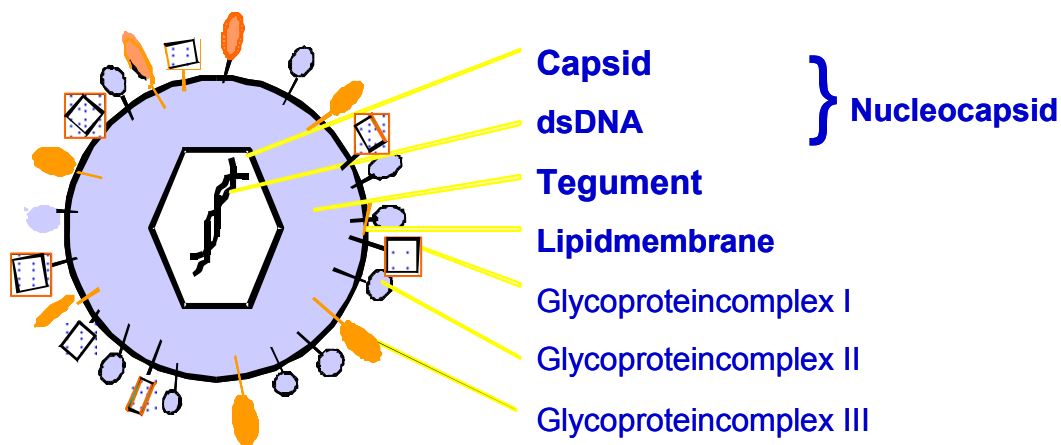 Capsid
dsDNA
} Nucleocapsid
Tegument
Lipidmembrane
Glycoproteincomplex I
Glycoproteincomplex II
Glycoproteincomplex III